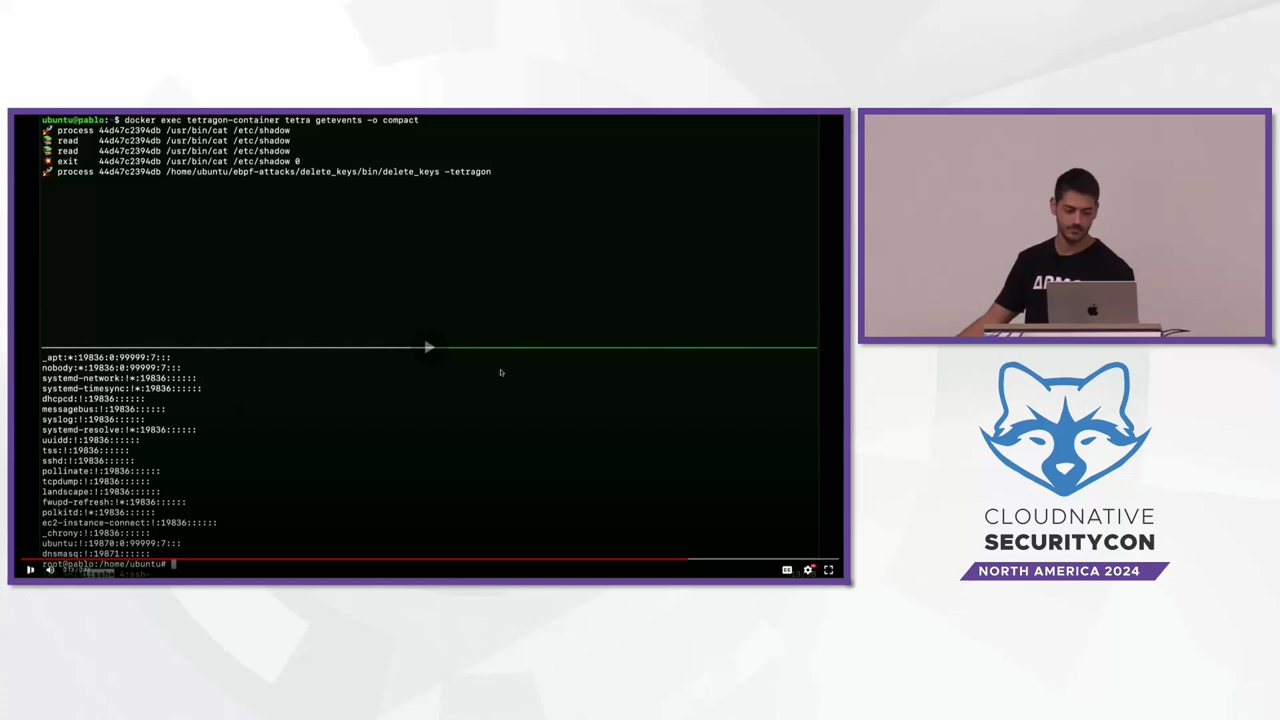 ubuntu@pablo:~$ docker exec tetragon-container tetra getevents -o compact
process 44d47c2394db /usr/bin/cat /etc/shadow
read 44d47c2394db /usr/bin/cat /etc/shadow
read 44d47c2394db /usr/bin/cat /etc/shadow
exit 44d47c2394db /usr/bin/cat /etc/shadow 0
process 44d47c2394db /home/ubuntu/ebpf-attacks/delete_keys/bin/delete_keys -tetragon
_apt:*:19836:0:99999:7:::
nobody:*:19836:0:99999:7:::
systemd-network:!*:19836::::::
systemd-timesync:!*:19836::::::
dhcpcd:!:19836::::::
messagebus:!:19836::::::
syslog:!:19836::::::
systemd-resolve:!*:19836::::::
uuidd:!:19836::::::
tss:!:19836::::::
sshd:!:19836::::::
pollinate:!:19836::::::
tcpdump:!:19836::::::
landscape:!:19836::::::
fwupd-refresh:!*:19836::::::
polkitd:!*:19836::::::
ec2-instance-connect:!:19836::::::
_chrony:!:19836::::::
ubuntu:!:19870:0:99999:7:::
dnsmasq:!:19871::::::
root@pablo:/home/ubuntu#
CLOUDNATIVE
SECURITYCON
NORTH AMERICA 2024